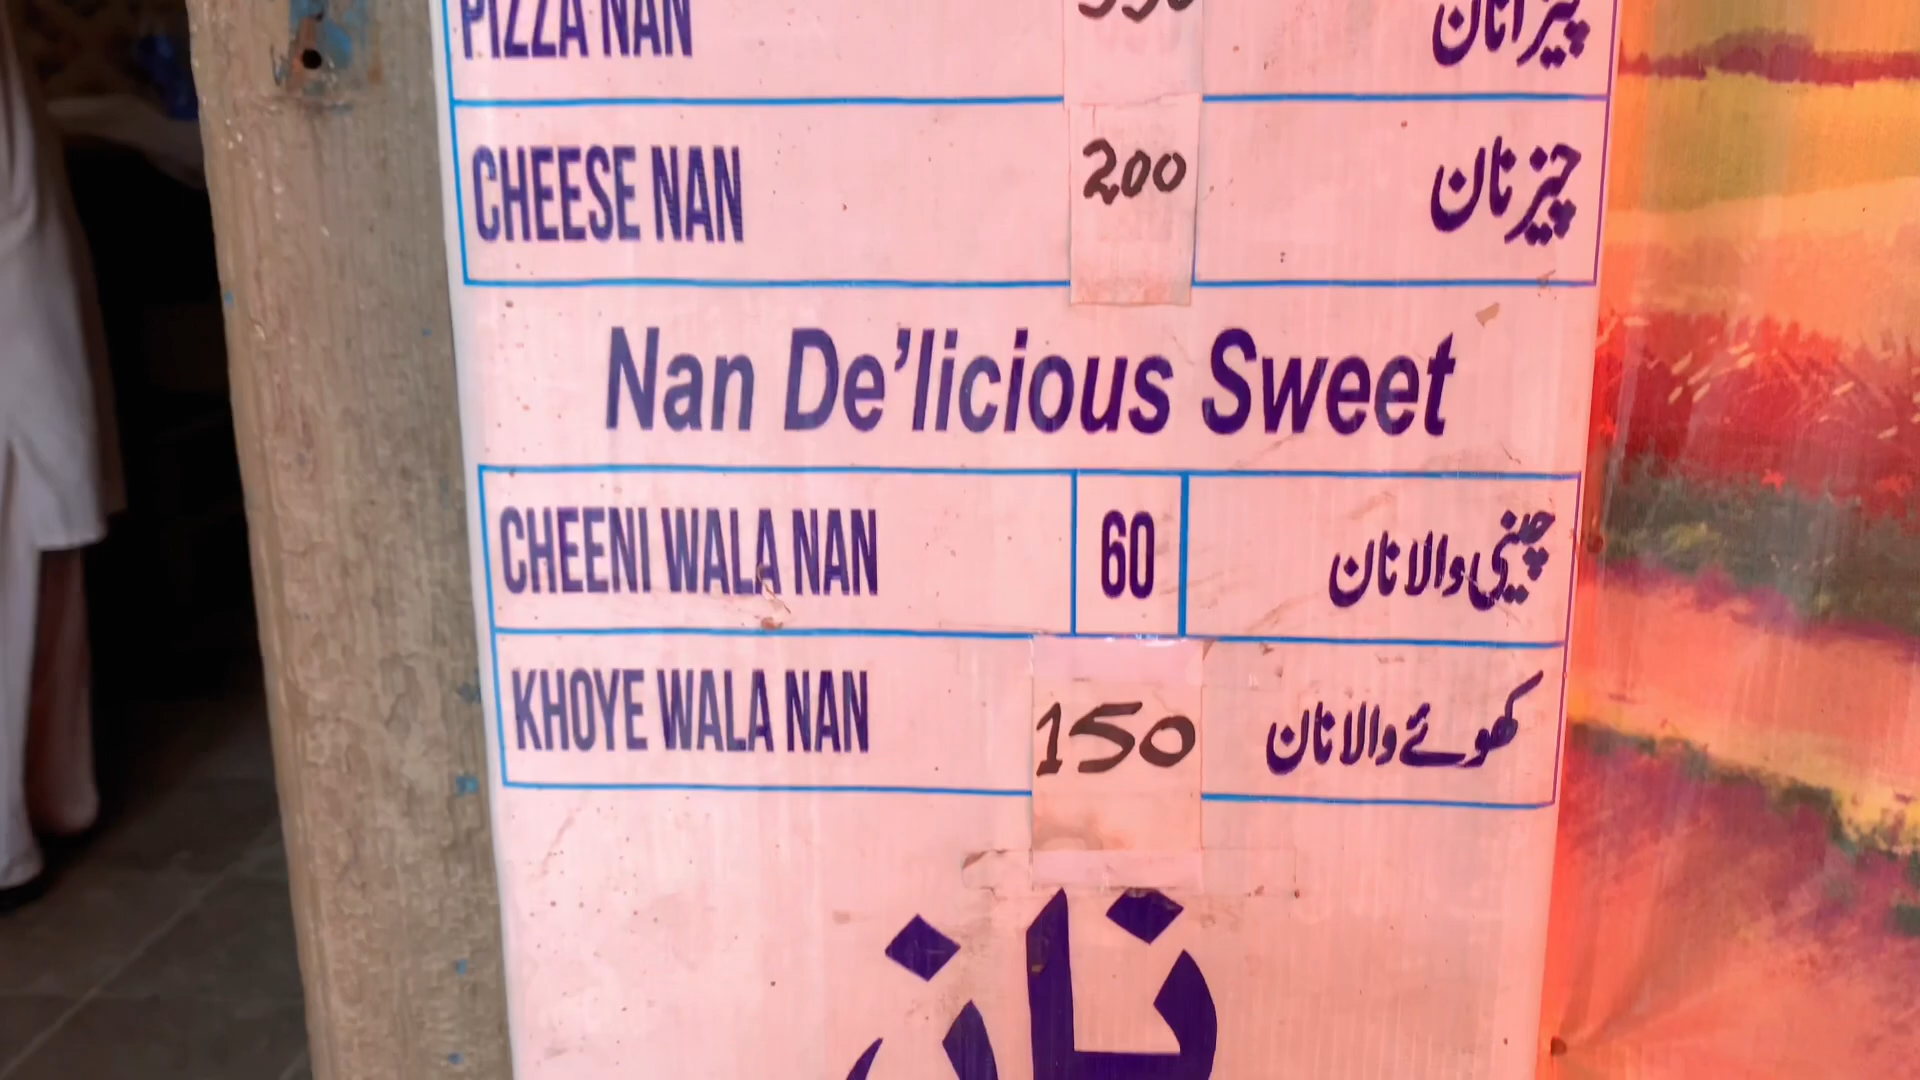 PIZZA NAN پیزا نان
CHEESE NAN 200 چیز نان
Nan De'licious Sweet
CHEENI WALA NAN 60 چینی والا نان
KHOYE WALA NAN 150 کھوئے والا نان
نان